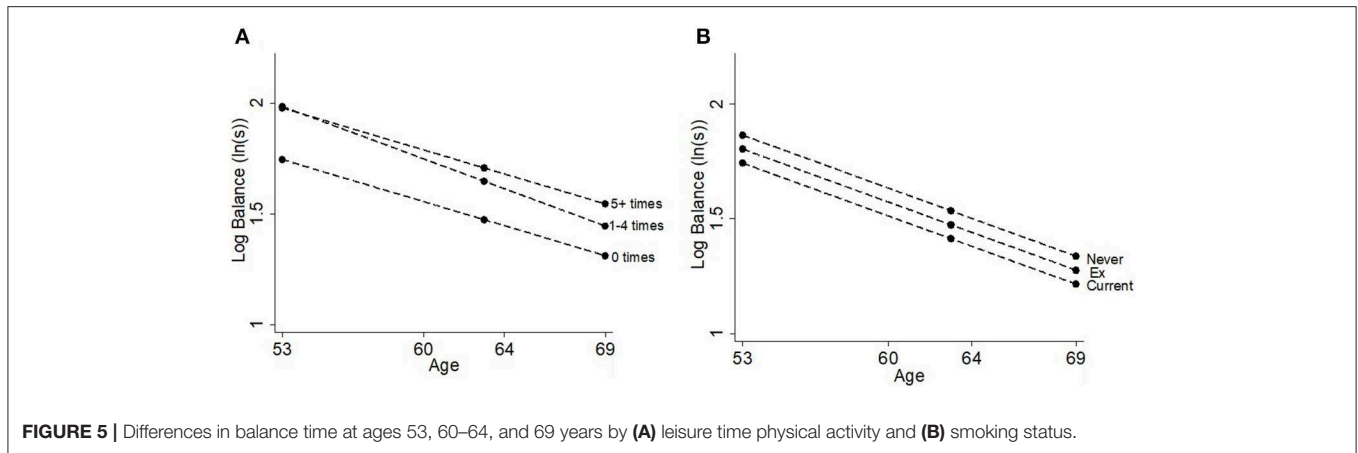 A
Log Balance (ln(s))
2
1.5
1
5+ times
1-4 times
0 times
53
60
64
69
Age
B
Log Balance (ln(s))
2
1.5
1
Never
Ex
Current
53
60
64
69
Age
FIGURE 5 | Differences in balance time at ages 53, 60–64, and 69 years by (A) leisure time physical activity and (B) smoking status.